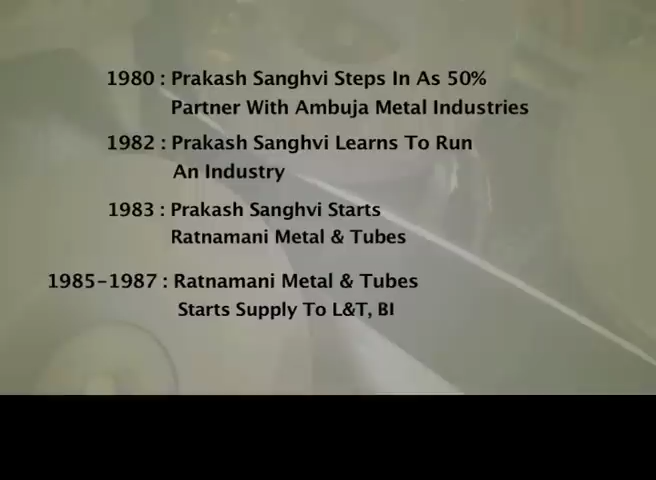 1980 : Prakash Sanghvi Steps In As 50%
Partner With Ambuja Metal Industries
1982 : Prakash Sanghvi Learns To Run
An Industry
1983 : Prakash Sanghvi Starts
Ratnamani Metal & Tubes
1985-1987 : Ratnamani Metal & Tubes
Starts Supply To L&T, BI